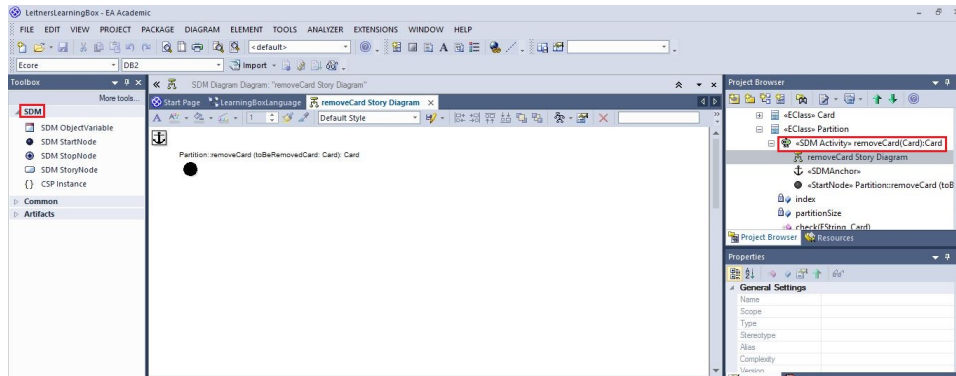 LeitnersLearningBox - EA Academic
FILE EDIT VIEW PROJECT PACKAGE DIAGRAM ELEMENT TOOLS ANALYZER EXTENSIONS WINDOW HELP
<default>
Ecore DB2 Import
Toolbox
More tools...
SDM
SDM ObjectVariable
SDM StartNode
SDM StopNode
SDM StoryNode
{} CSP Instance
Common
Artifacts
SDM Diagram Diagram: "removeCard Story Diagram"
Start Page LearningBoxLanguage removeCard Story Diagram
1 Default Style
Partition::removeCard (toBeRemovedCard: Card): Card
Project Browser
«EClass» Card
«EClass» Partition
«SDM Activity» removeCard(Card):Card
removeCard Story Diagram
«SDMAnchor»
«StartNode» Partition::removeCard (toB
index
partitionSize
check(EString, Card)
Project Browser Resources
Properties
General Settings
Name
Scope
Type
Stereotype
Alias
Complexity
Version